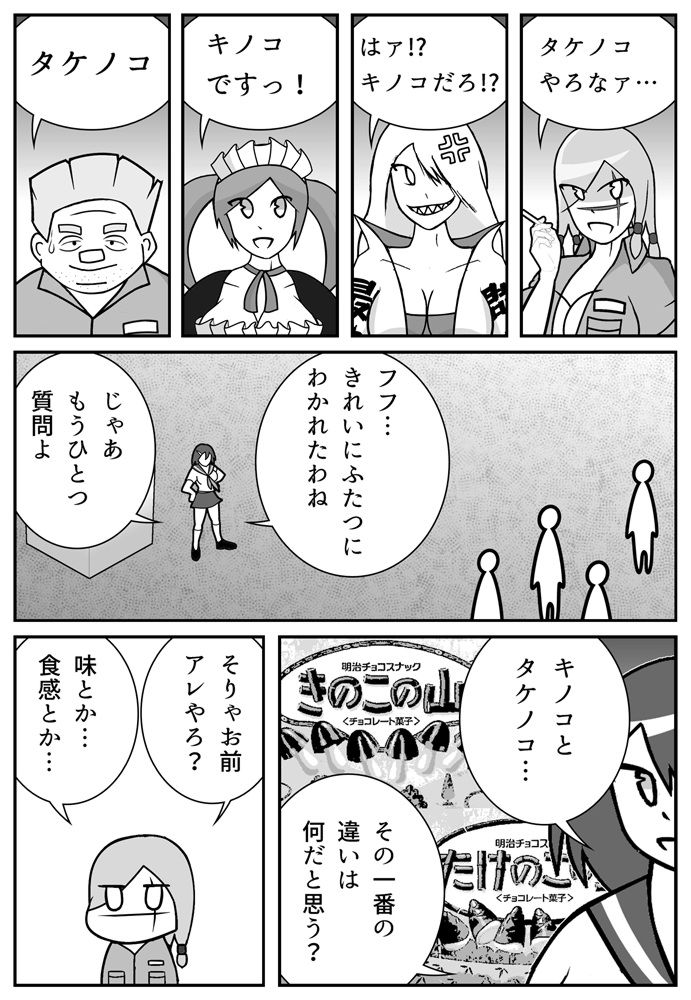 タケノコ
やろなァ…
はァ!?
キノコだろ!?
キノコ
ですっ！
タケノコ
フフ…
きれいにふたつに
わかれたわね
じゃあ
もうひとつ
質問よ
キノコと
タケノコ…
明治チョコスナック
きのこの山
＜チョコレート菓子＞
明治チョコス
たけのこ
＜チョコレート菓子＞
その一番の
違いは
何だと思う？
そりゃお前
アレやろ？
味とか…
食感とか…